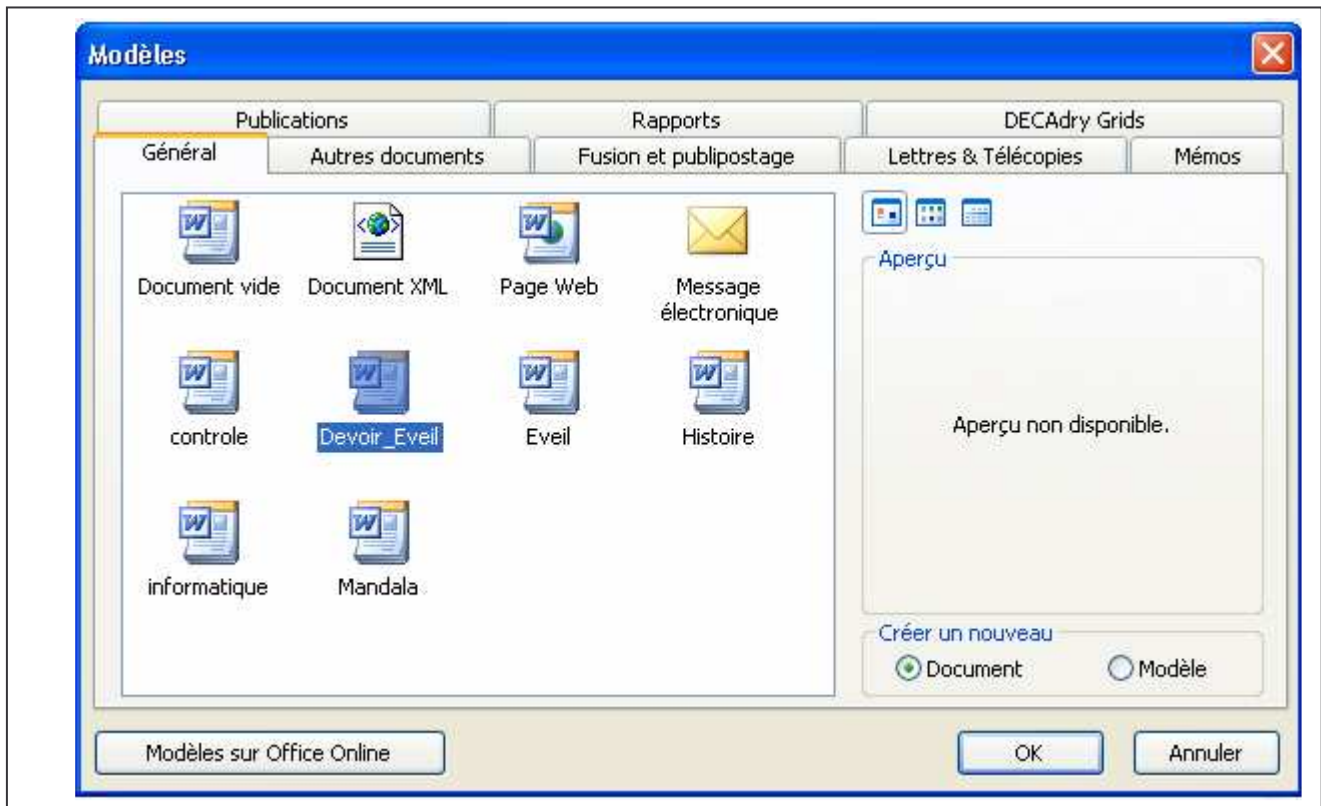 Modèles
Publications Rapports DECAdry Grids
Général Autres documents Fusion et publipostage Lettres & Télécopies Mémos
Document vide Document XML Page Web Message
électronique
controle Devoir_Eveil Eveil Histoire
informatique Mandala
Aperçu
Aperçu non disponible.
Créer un nouveau
Document Modèle
Modèles sur Office Online OK Annuler